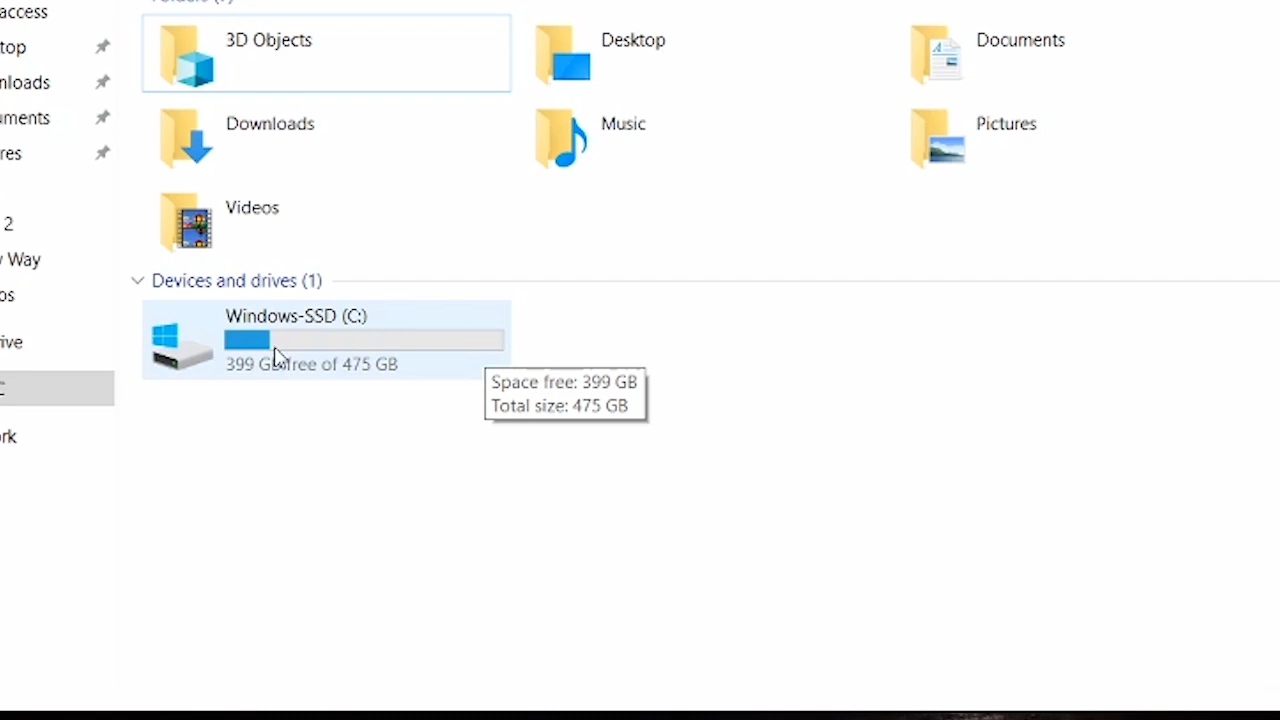 access
top
nloads
uments
res
2
Way
os
ive
rk
3D Objects
Desktop
Documents
Downloads
Music
Pictures
Videos
Devices and drives (1)
Windows-SSD (C:)
399 GB free of 475 GB
Space free: 399 GB
Total size: 475 GB